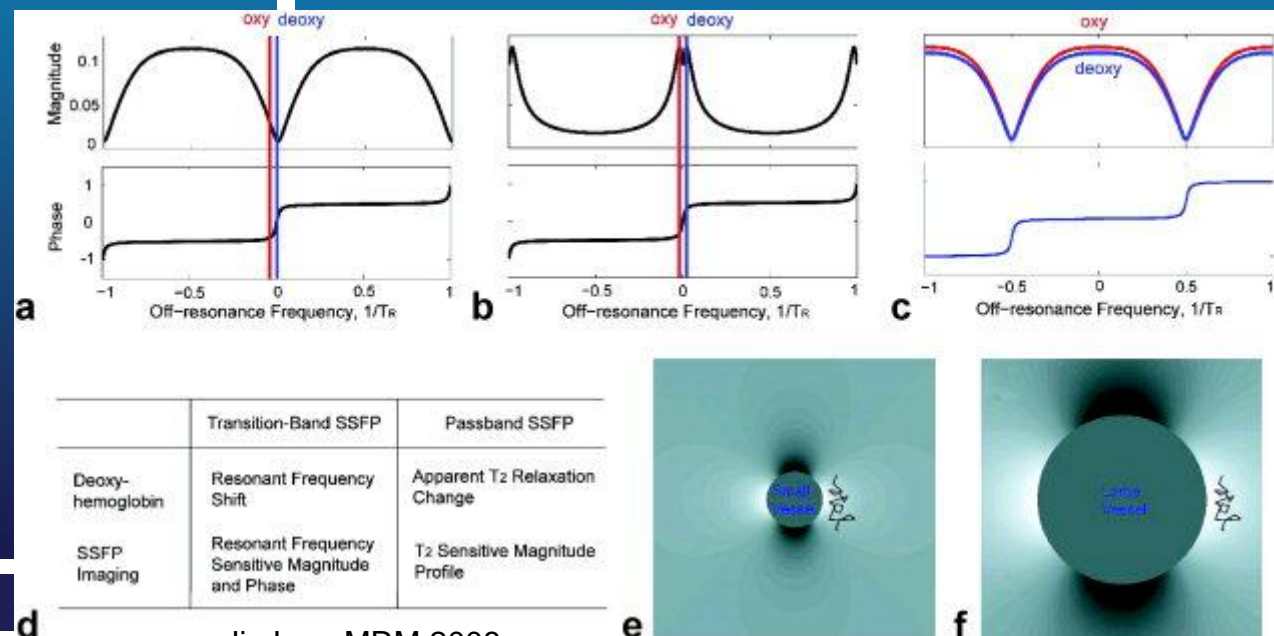 oxy deoxy
Magnitude
0.1
0.05
0
Phase
1
0
-1
-1 -0.5 0 0.5 1
Off-resonance Frequency, 1/TR
a
oxy deoxy
-1 -0.5 0 0.5 1
Off-resonance Frequency, 1/TR
b
oxy
deoxy
-1 -0.5 0 0.5 1
Off-resonance Frequency, 1/TR
c
Transition-Band SSFP Passband SSFP
Deoxy-
hemoglobin
Resonant Frequency
Shift
Apparent T2 Relaxation
Change
SSFP
Imaging
Resonant Frequency
Sensitive Magnitude
and Phase
T2 Sensitive Magnitude
Profile
d
Small
Vessel
e
Large
Vessel
f